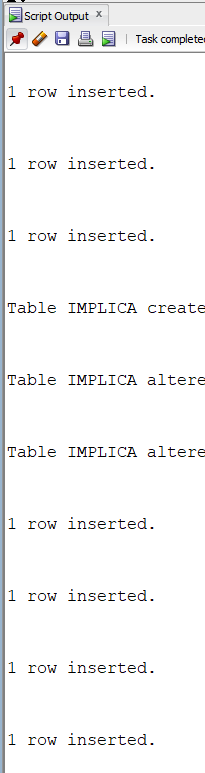 Script Output x
Task complete
1 row inserted.
1 row inserted.
1 row inserted.
Table IMPLICA create
Table IMPLICA altere
Table IMPLICA altere
1 row inserted.
1 row inserted.
1 row inserted.
1 row inserted.